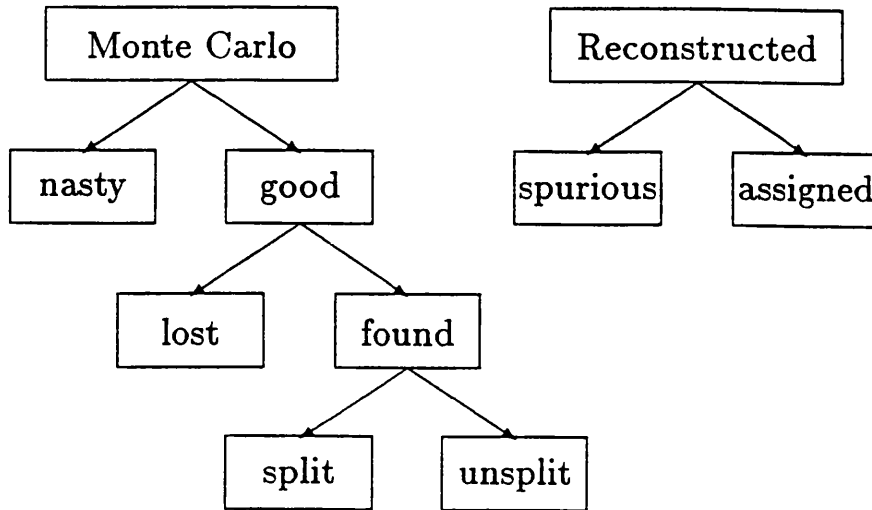 Monte Carlo
Reconstructed
nasty
good
spurious
assigned
lost
found
split
unsplit